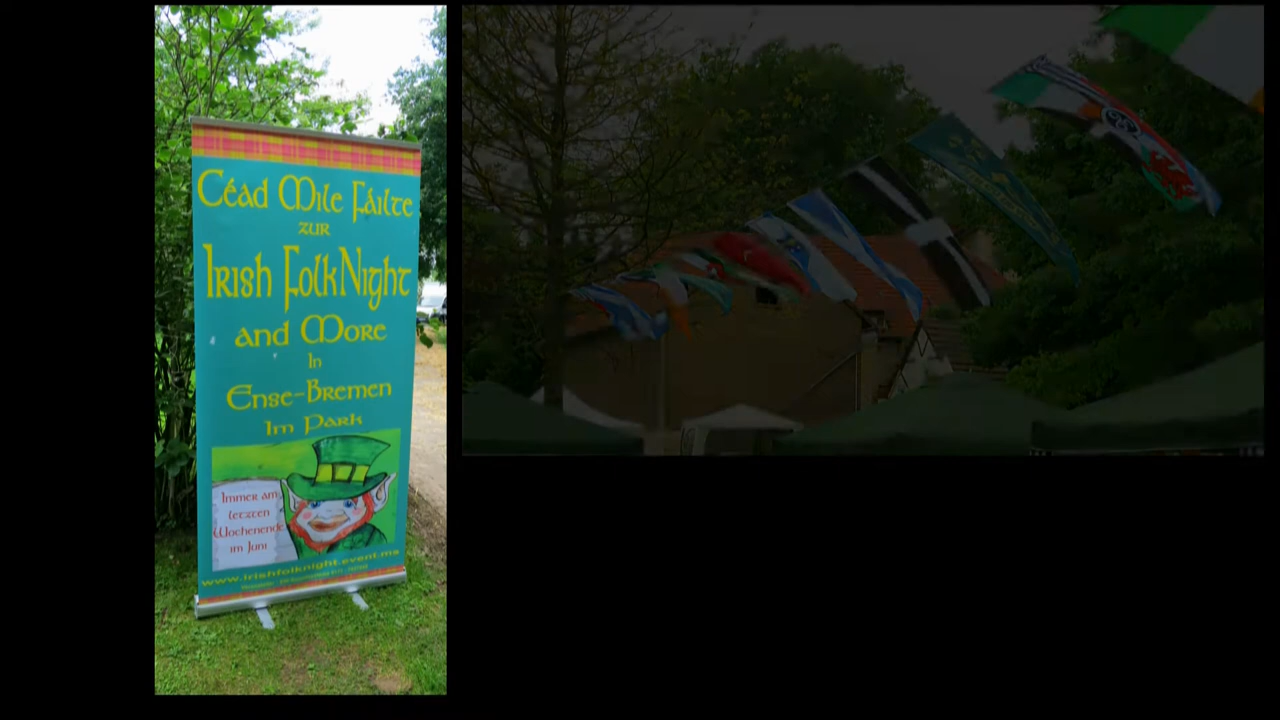 Céad Mile Fáilte
zur
Irish FolkNight
and More
In
Ense-Bremen
Im Park
Immer am
letzten
Wochenende
im Juni
www.irishfolknight.event.ms